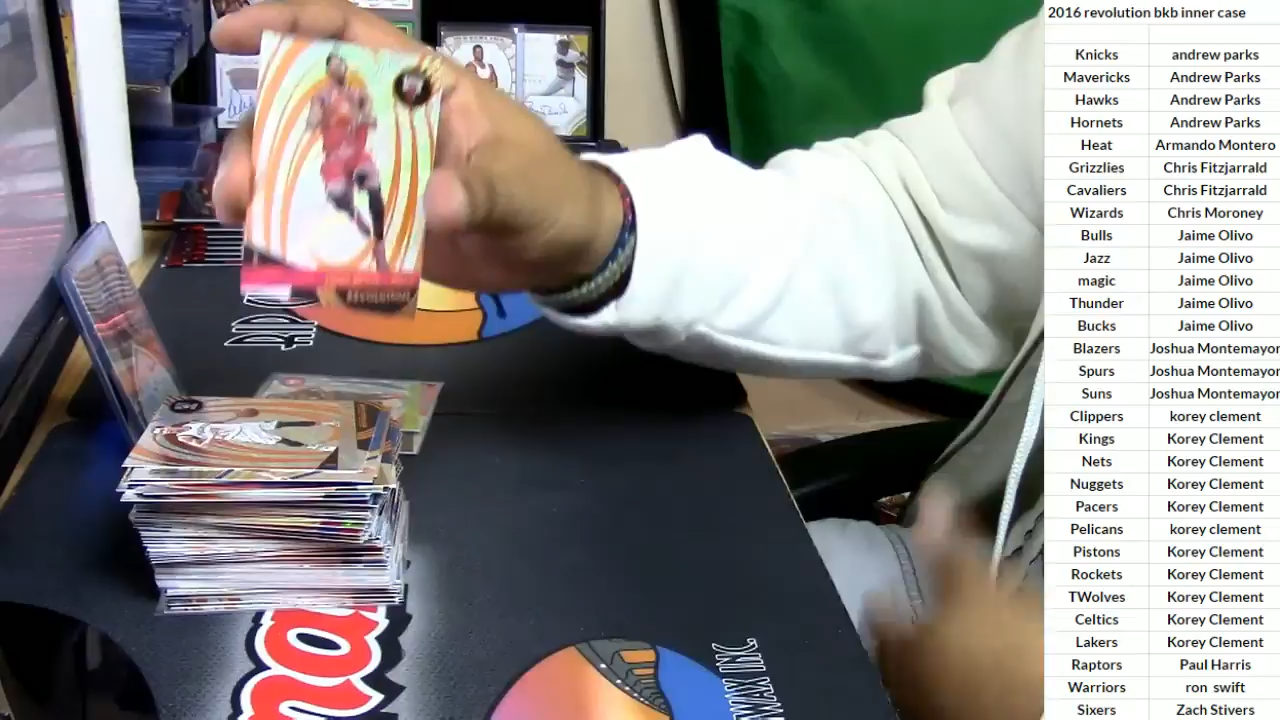 2016 revolution bkb inner case
Knicks andrew parks
Mavericks Andrew Parks
Hawks Andrew Parks
Hornets Andrew Parks
Heat Armando Montero
Grizzlies Chris Fitzjarrald
Cavaliers Chris Fitzjarrald
Wizards Chris Moroney
Bulls Jaime Olivo
Jazz Jaime Olivo
magic Jaime Olivo
Thunder Jaime Olivo
Bucks Jaime Olivo
Blazers Joshua Montemayor
Spurs Joshua Montemayor
Suns Joshua Montemayor
Clippers korey clement
Kings Korey Clement
Nets Korey Clement
Nuggets Korey Clement
Pacers Korey Clement
Pelicans korey clement
Pistons Korey Clement
Rockets Korey Clement
TWolves Korey Clement
Celtics Korey Clement
Lakers Korey Clement
Raptors Paul Harris
Warriors ron swift
Sixers Zach Stivers
REVOLUTION
WAX INC.